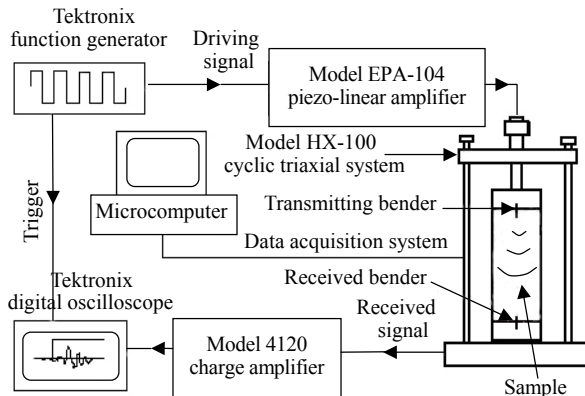 Tektronix
function generator
Driving
signal
Model EPA-104
piezo-linear amplifier
Model HX-100
cyclic triaxial system
Microcomputer
Transmitting bender
Trigger
Data acquisition system
Tektronix
digital oscilloscope
Received bender
Received
signal
Model 4120
charge amplifier
Sample